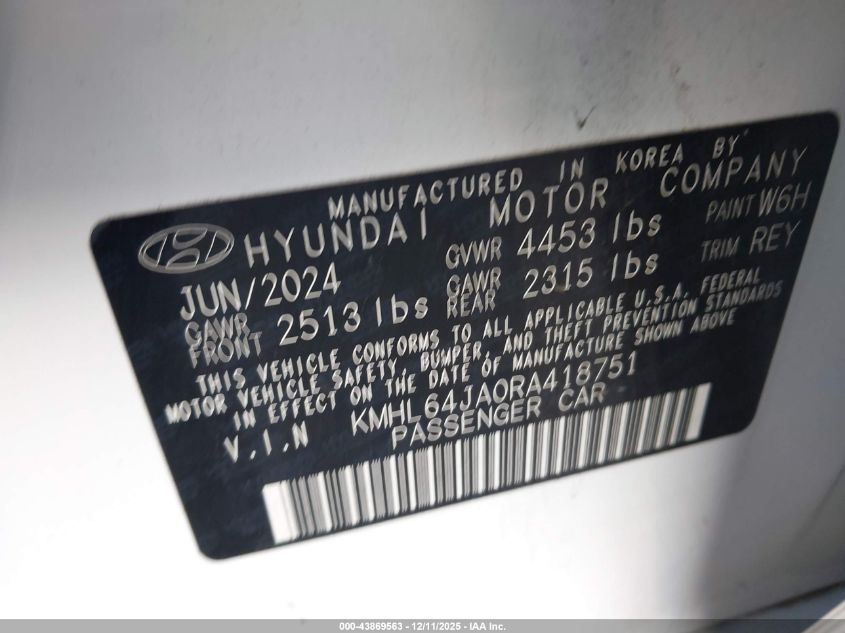 MANUFACTURED IN KOREA BY
HYUNDAI MOTOR COMPANY
JUN/2024 GVWR 4453 lbs PAINT W6H
GAWR FRONT 2513 lbs GAWR REAR 2315 lbs TRIM REY
THIS VEHICLE CONFORMS TO ALL APPLICABLE U.S.A. FEDERAL
MOTOR VEHICLE SAFETY, BUMPER, AND THEFT PREVENTION STANDARDS
IN EFFECT ON THE DATE OF MANUFACTURE SHOWN ABOVE
V.I.N KMHL64JA0RA418751
PASSENGER CAR
000-43869563 - 12/11/2025 - IAA Inc.